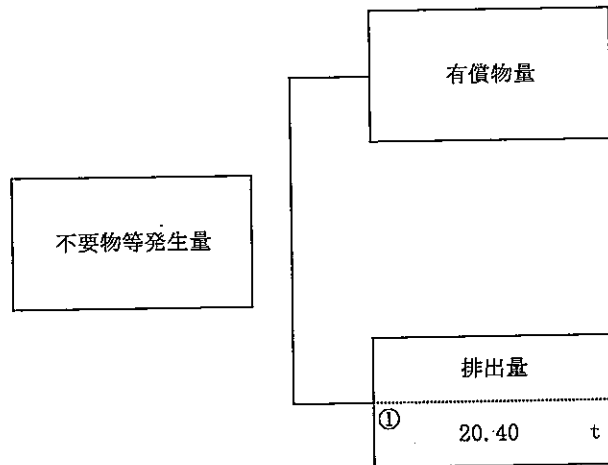 有償物量
不要物等発生量
排出量
①
20.40 t